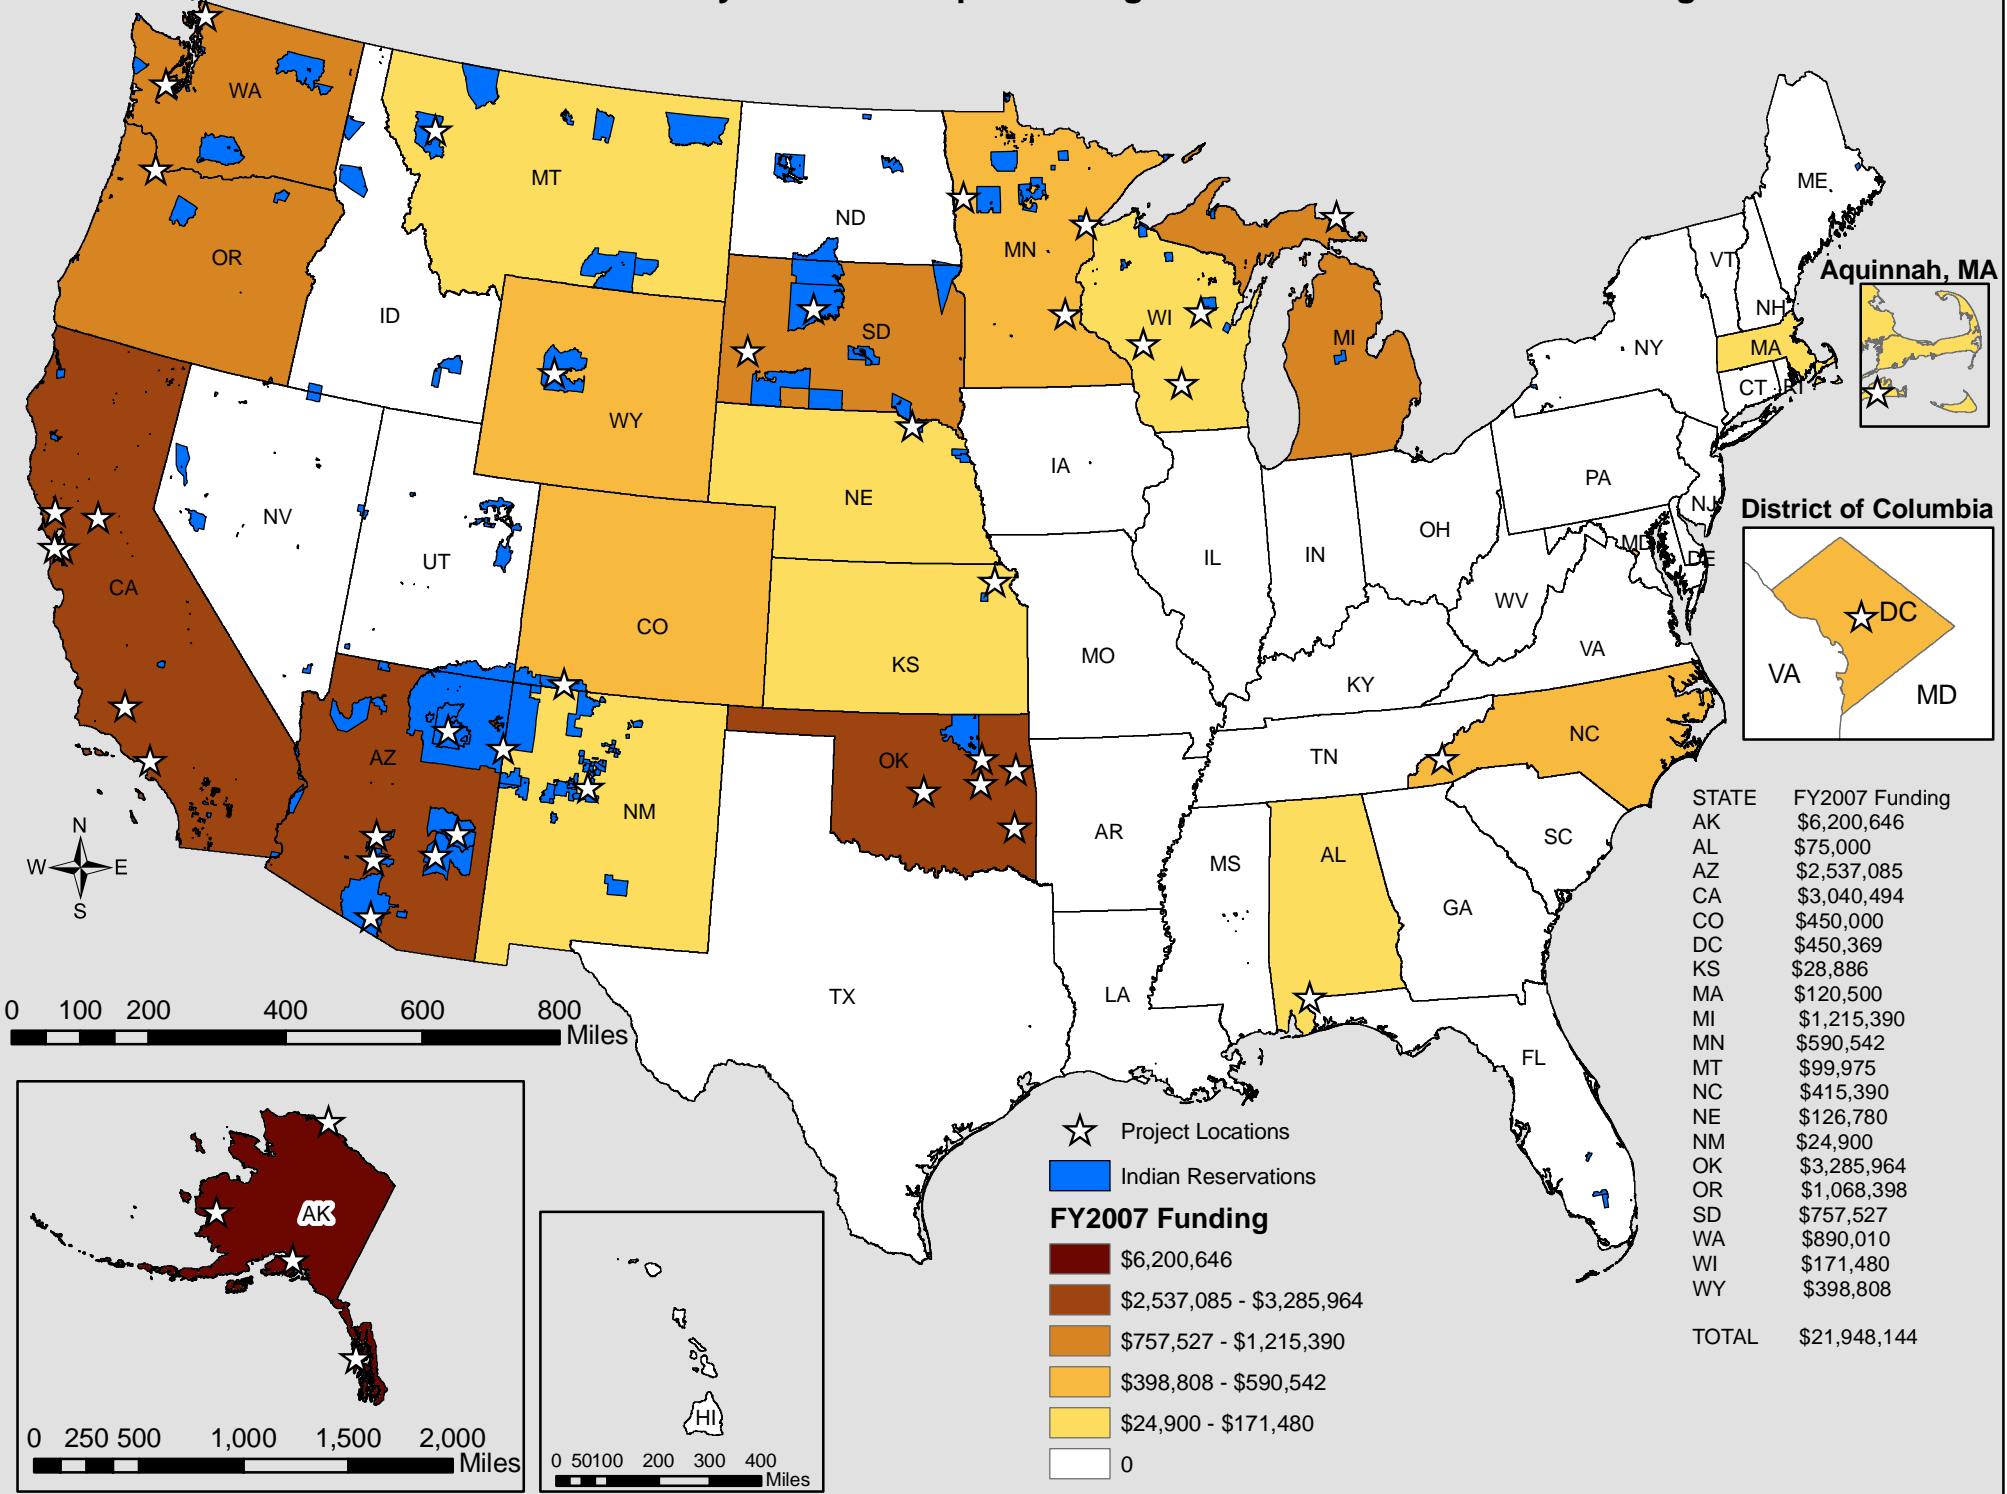 WA
MT
ND
MN
ME
OR
ID
SD
WI
MI
VT
NH
NY
MA
CT
RI
Aquinnah, MA
WY
IA
NE
PA
NJ
NV
UT
IL
IN
OH
MD
DE
CA
CO
KS
MO
WV
VA
KY
District of Columbia
DC
VA
MD
AZ
NM
OK
AR
TN
NC
SC
MS
AL
GA
TX
LA
FL
N
W E
S
0 100 200 400 600 800
Miles
AK
0 250 500 1,000 1,500 2,000
Miles
HI
0 50 100 200 300 400
Miles
Project Locations
Indian Reservations
FY2007 Funding
$6,200,646
$2,537,085 - $3,285,964
$757,527 - $1,215,390
$398,808 - $590,542
$24,900 - $171,480
0
STATE FY2007 Funding
AK $6,200,646
AL $75,000
AZ $2,537,085
CA $3,040,494
CO $450,000
DC $450,369
KS $28,886
MA $120,500
MI $1,215,390
MN $590,542
MT $99,975
NC $415,390
NE $126,780
NM $24,900
OK $3,285,964
OR $1,068,398
SD $757,527
WA $890,010
WI $171,480
WY $398,808
TOTAL $21,948,144